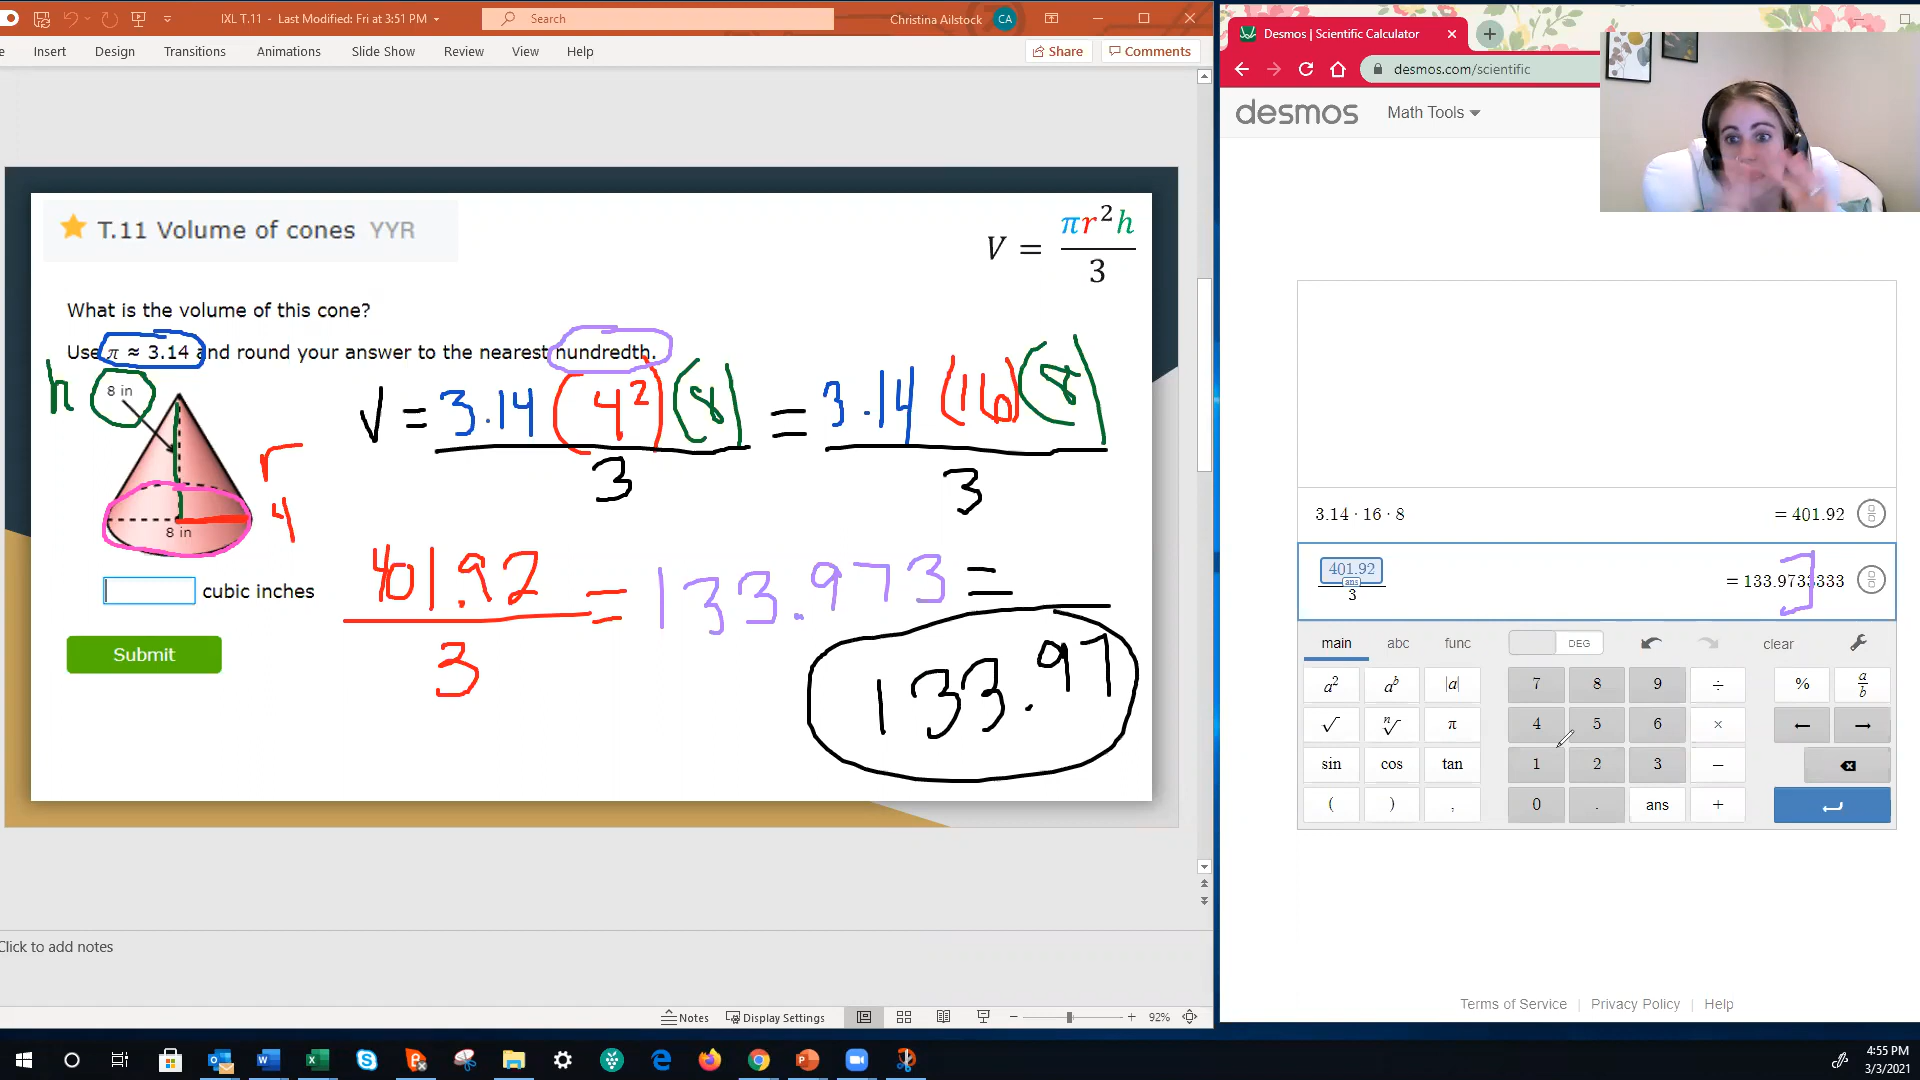 IXL T.11 - Last Modified: Fri at 3:51 PM
Search
Christina Ailstock CA
Insert Design Transitions Animations Slide Show Review View Help
Share Comments
T.11 Volume of cones YYR
V = πr²h / 3
What is the volume of this cone?
Use π ≈ 3.14 and round your answer to the nearest hundredth.
h 8 in
r
4
8 in
V = 3.14 (4²) (8) / 3 = 3.14 (16) (8) / 3
401.92 / 3 = 133.973 =
133.97
cubic inches
Submit
Click to add notes
Notes Display Settings 92%
Desmos | Scientific Calculator
desmos.com/scientific
desmos Math Tools
3.14 · 16 · 8 = 401.92
401.92 ans / 3 = 133.9733333
main abc func DEG clear
a² aᵇ |a| 7 8 9 ÷ % a/b
√ ⁿ√ π 4 5 6 × ← →
sin cos tan 1 2 3 −
( ) , 0 . ans +
Terms of Service | Privacy Policy | Help
4:55 PM
3/3/2021